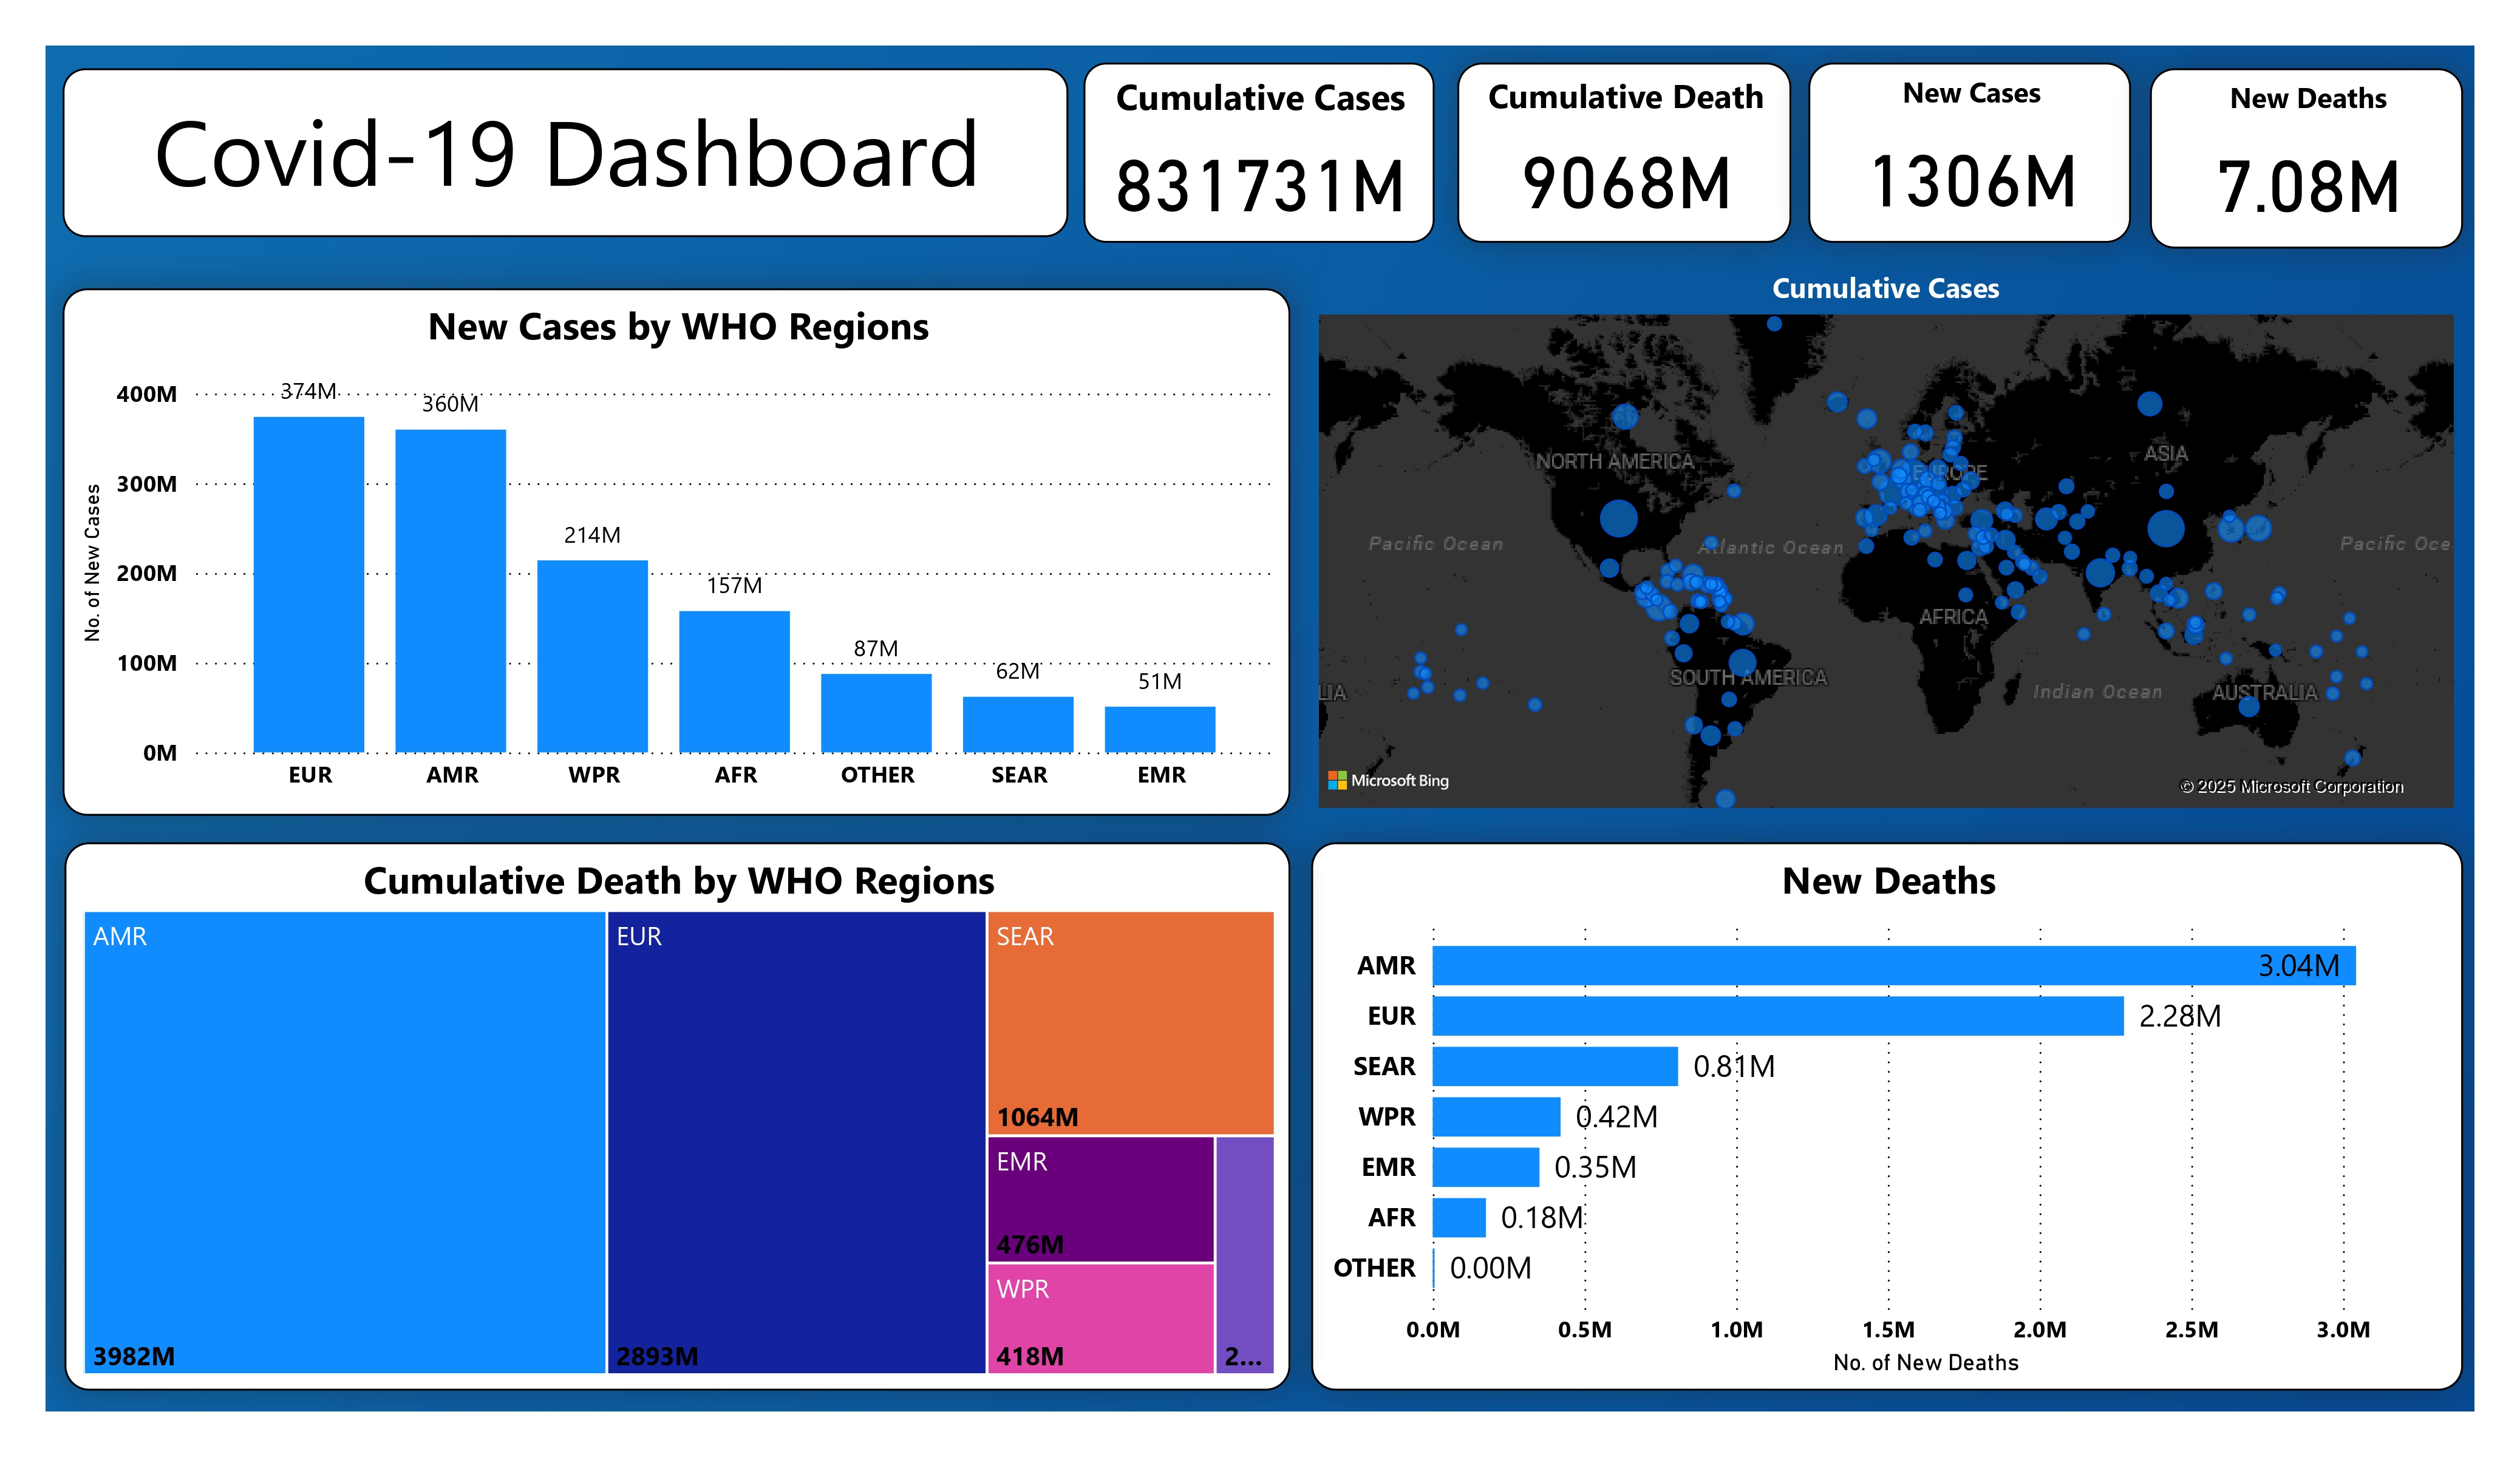 Covid-19 Dashboard
Cumulative Cases
831731M
Cumulative Death
9068M
New Cases
1306M
New Deaths
7.08M
New Cases by WHO Regions
No. of New Cases
400M
300M
200M
100M
0M
374M
360M
214M
157M
87M
62M
51M
EUR
AMR
WPR
AFR
OTHER
SEAR
EMR
Cumulative Cases
NORTH AMERICA
EUROPE
ASIA
Pacific Ocean
Atlantic Ocean
Pacific Oce
AFRICA
SOUTH AMERICA
LIA
Indian Ocean
AUSTRALIA
Microsoft Bing
© 2025 Microsoft Corporation
Cumulative Death by WHO Regions
AMR
3982M
EUR
2893M
SEAR
1064M
EMR
476M
WPR
418M
2...
New Deaths
AMR
3.04M
EUR
2.28M
SEAR
0.81M
WPR
0.42M
EMR
0.35M
AFR
0.18M
OTHER
0.00M
0.0M
0.5M
1.0M
1.5M
2.0M
2.5M
3.0M
No. of New Deaths